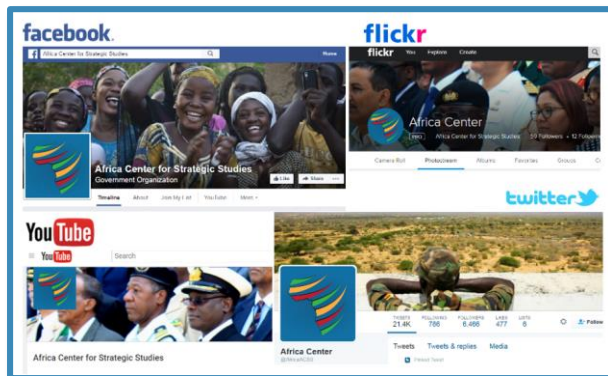 facebook.
Africa Center for Strategic Studies
Home
Africa Center for Strategic Studies
Government Organization
Like
Share
Timeline
About
Join My List
YouTube
More
flickr
flickr
You
Explore
Create
Africa Center
PRO
Africa Center for Strategic Studies
59 Followers
Camera Roll
Photostream
Albums
Favorites
Groups
twitter
YouTube
YouTube
Search
Africa Center for Strategic Studies
TWEETS
FOLLOWING
FOLLOWERS
LISTS
21.4K
786
6,466
477
6
Follow
Africa Center
Tweets
Tweets & replies
Media